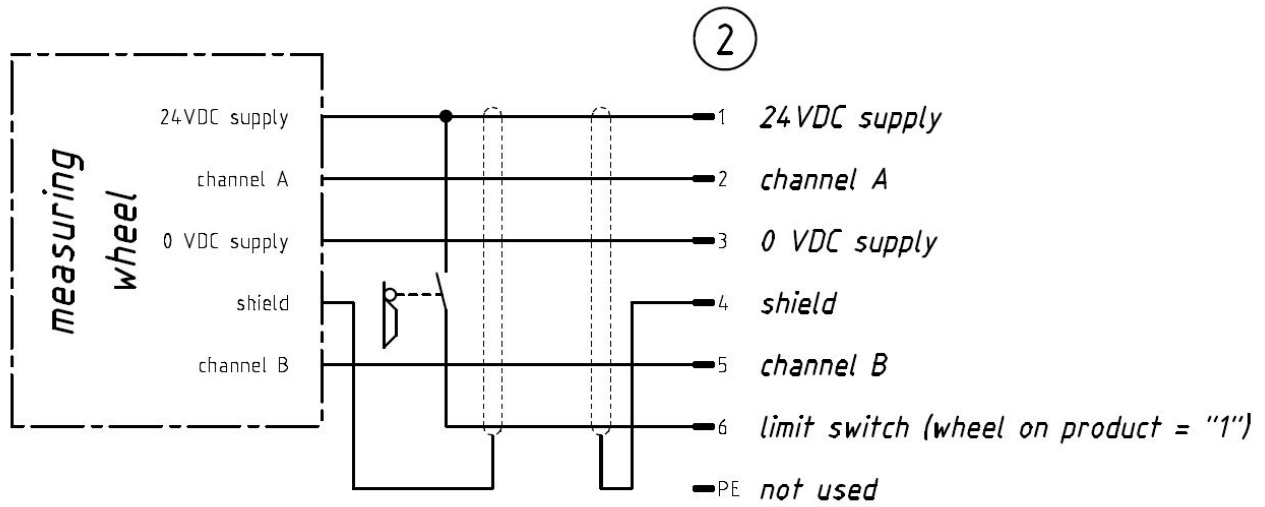 2
24VDC supply
1 24VDC supply
channel A
2 channel A
measuring
wheel
0 VDC supply
3 0 VDC supply
shield
4 shield
channel B
5 channel B
6 limit switch (wheel on product = "1")
PE not used